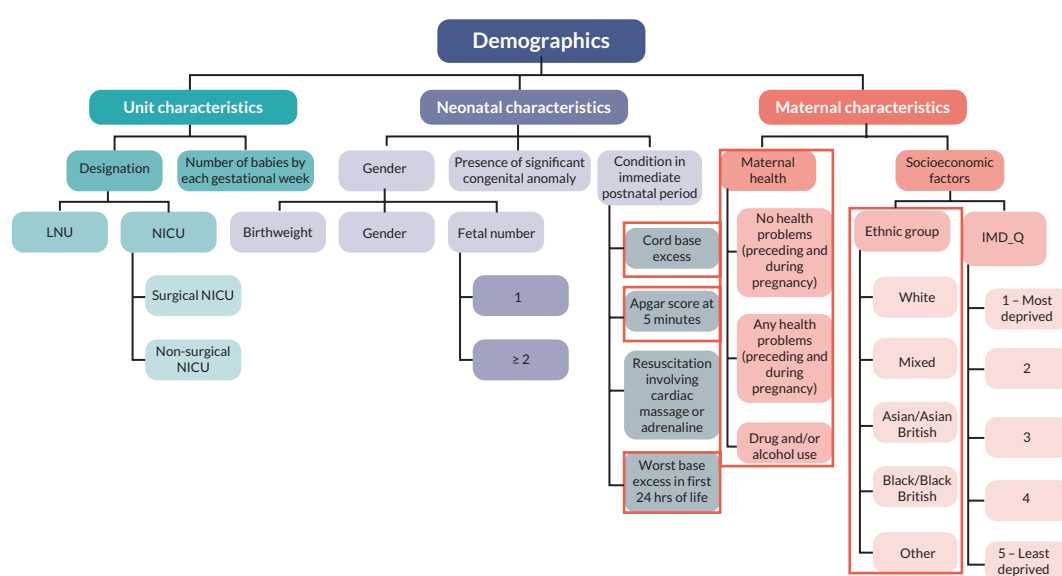 Demographics
Unit characteristics
Neonatal characteristics
Maternal characteristics
Designation
Number of babies by
each gestational week
Gender
Presence of significant
congenital anomaly
Condition in
immediate
postnatal period
Maternal
health
Socioeconomic
factors
LNU
NICU
Birthweight
Gender
Fetal number
Cord base
excess
No health
problems
(preceding and
during
pregnancy)
Ethnic group
IMD_Q
Surgical NICU
1
Apgar score at
5 minutes
White
1 – Most
deprived
Non-surgical
NICU
≥ 2
Resuscitation
involving
cardiac
massage or
adrenaline
Any health
problems
(preceding and
during
pregnancy)
Mixed
2
Asian/Asian
British
3
Drug and/or
alcohol use
Worst base
excess in first
24 hrs of life
Black/Black
British
4
Other
5 – Least
deprived